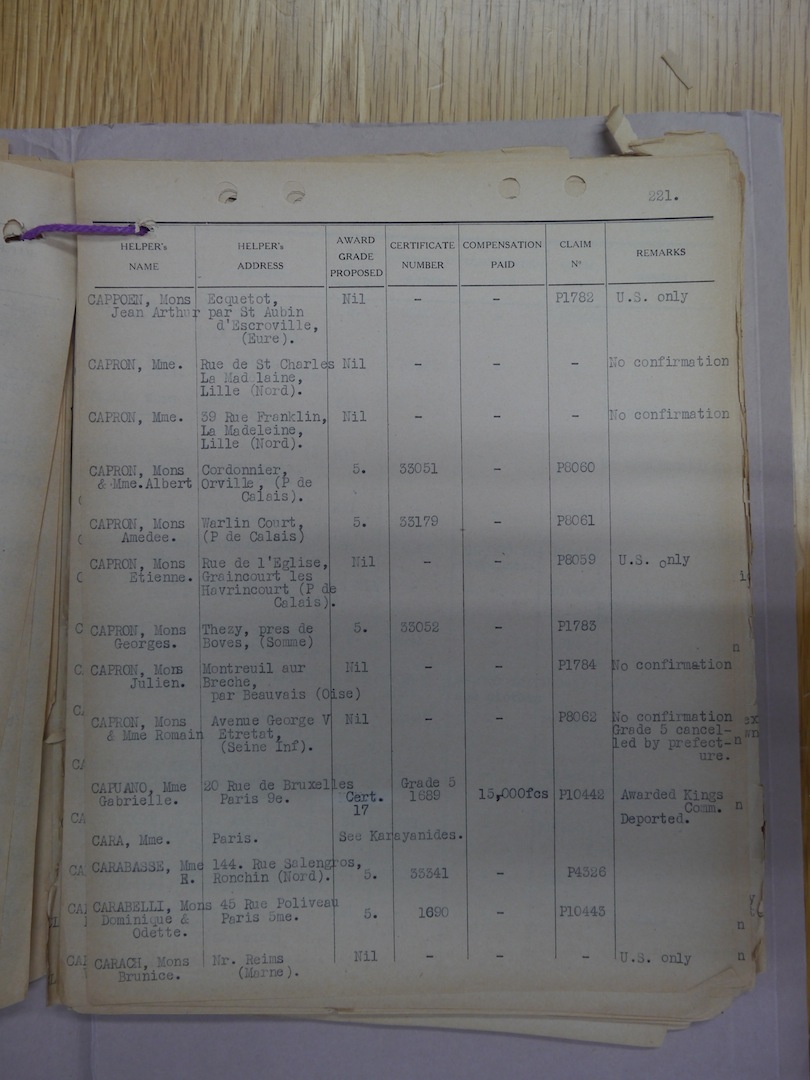 221.
HELPER's NAME HELPER's ADDRESS AWARD GRADE PROPOSED CERTIFICATE NUMBER COMPENSATION PAID CLAIM Nº REMARKS
CAPPOEN, Mons Ecquetot, Nil - - P1782 U.S. only
Jean Arthur par St Aubin
d'Escroville,
(Eure).
CAPRON, Mme. Rue de St Charles Nil - - - No confirmation
La Mad laine,
Lille (Nord).
CAPRON, Mme. 39 Rue Franklin, Nil - - - No confirmation
La Madeleine,
Lille (Nord).
CAPRON, Mons Cordonnier, 5. 33051 - P8060
& Mme.Albert Orville, (P de
Calais).
CAPRON, Mons Warlin Court, 5. 33179 - P8061
Amedee. (P de Calais)
CAPRON, Mons Rue de l'Eglise, Nil - - P8059 U.S. only
Etienne. Graincourt les
Havrincourt (P de
Calais).
CAPRON, Mons Thezy, pres de 5. 33052 - P1783
Georges. Boves, (Somme)
CAPRON, Mons Montreuil aur Nil - - P1784 No confirmation
Julien. Breche,
par Beauvais (Oise)
CAPRON, Mons Avenue George V Nil - - P8062 No confirmation
& Mme Romain Etretat, Grade 5 cancel-
(Seine Inf). led by prefect-
ure.
CAPUANO, Mme 20 Rue de Bruxelles Grade 5
Gabrielle. Paris 9e. Cert. 1689 15,000fcs P10442 Awarded Kings
17 Comm.
Deported.
CARA, Mme. Paris. See Karayanides.
CARABASSE, Mme 144. Rue Salengros,
E. Ronchin (Nord). 5. 33341 - P4326
CARABELLI, Mons 45 Rue Poliveau
Dominique & Paris 5me. 5. 1690 - P10443
Odette.
CARACH, Mons Nr. Reims Nil - - - U.S. only
Brunice. (Marne).